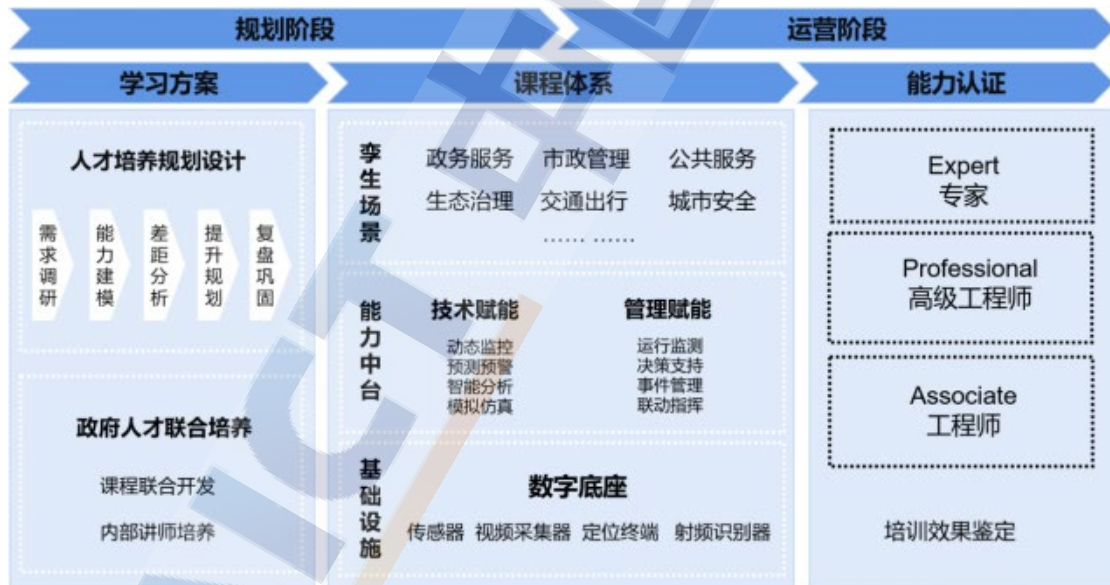 规划阶段 运营阶段
学习方案 课程体系 能力认证
人才培养规划设计
需求调研 能力建模 差距分析 提升规划 复盘巩固
政府人才联合培养
课程联合开发
内部讲师培养
孪生场景
政务服务 市政管理 公共服务
生态治理 交通出行 城市安全
…… ……
能力中台
技术赋能
动态监控
预测预警
智能分析
模拟仿真
管理赋能
运行监测
决策支持
事件管理
联动指挥
基础设施
数字底座
传感器 视频采集器 定位终端 射频识别器
Expert
专家
Professional
高级工程师
Associate
工程师
培训效果鉴定